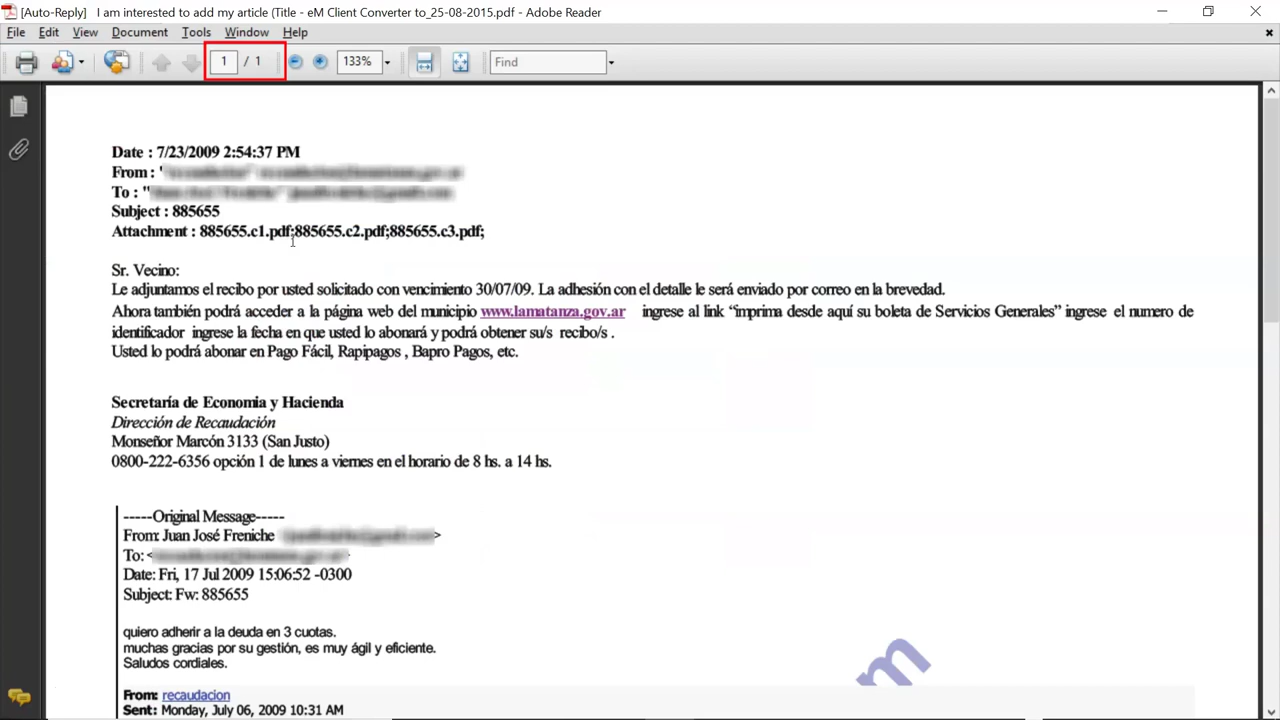 [Auto-Reply] I am interested to add my article (Title - eM Client Converter to_25-08-2015.pdf - Adobe Reader
File Edit View Document Tools Window Help
1 / 1 133% Find
Date : 7/23/2009 2:54:37 PM
From : '
To : "
Subject : 885655
Attachment : 885655.c1.pdf;885655.c2.pdf;885655.c3.pdf;
Sr. Vecino:
Le adjuntamos el recibo por usted solicitado con vencimiento 30/07/09. La adhesión con el detalle le será enviado por correo en la brevedad.
Ahora también podrá acceder a la página web del municipio www.lamatanza.gov.ar ingrese al link “imprima desde aquí su boleta de Servicios Generales” ingrese el numero de
identificador ingrese la fecha en que usted lo abonará y podrá obtener su/s recibo/s .
Usted lo podrá abonar en Pago Fácil, Rapipagos , Bapro Pagos, etc.
Secretaría de Economia y Hacienda
Dirección de Recaudación
Monseñor Marcón 3133 (San Justo)
0800-222-6356 opción 1 de lunes a viernes en el horario de 8 hs. a 14 hs.
-----Original Message-----
From: Juan José Freniche >
To: <
Date: Fri, 17 Jul 2009 15:06:52 -0300
Subject: Fw: 885655
quiero adherir a la deuda en 3 cuotas.
muchas gracias por su gestión, es muy ágil y eficiente.
Saludos cordiales.
m
From: recaudacion
Sent: Monday, July 06, 2009 10:31 AM